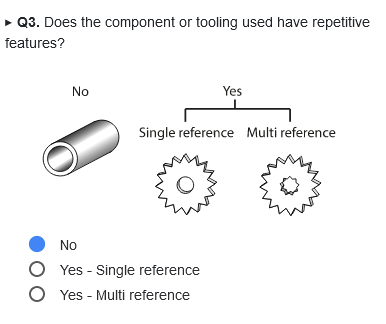 ▸ Q3. Does the component or tooling used have repetitive
features?
No
Yes
Single reference
Multi reference
No
Yes - Single reference
Yes - Multi reference